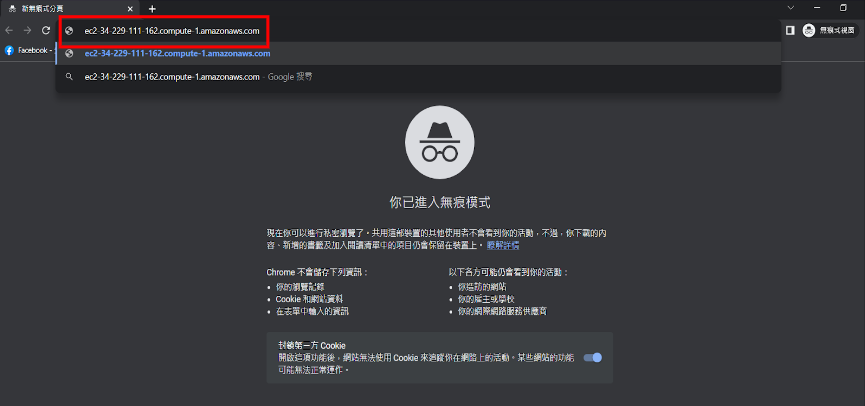 新無痕式分頁
ec2-34-229-111-162.compute-1.amazonaws.com
無痕式視窗
Facebook -
ec2-34-229-111-162.compute-1.amazonaws.com
ec2-34-229-111-162.compute-1.amazonaws.com - Google 搜尋
你已進入無痕模式
現在你可以進行私密瀏覽了。共用這部裝置的其他使用者不會看到你的活動,不過,你下載的內
容、新增的書籤及加入閱讀清單中的項目仍會保留在裝置上。瞭解詳情
Chrome 不會儲存下列資訊:
• 你的瀏覽記錄
• Cookie 和網站資料
• 在表單中輸入的資訊
以下各方可能仍會看到你的活動:
• 你造訪的網站
• 你的雇主或學校
• 你的網際網路服務供應商
封鎖第三方 Cookie
開啟這項功能後,網站無法使用 Cookie 來追蹤你在網路上的活動。某些網站的功能
可能無法正常運作。